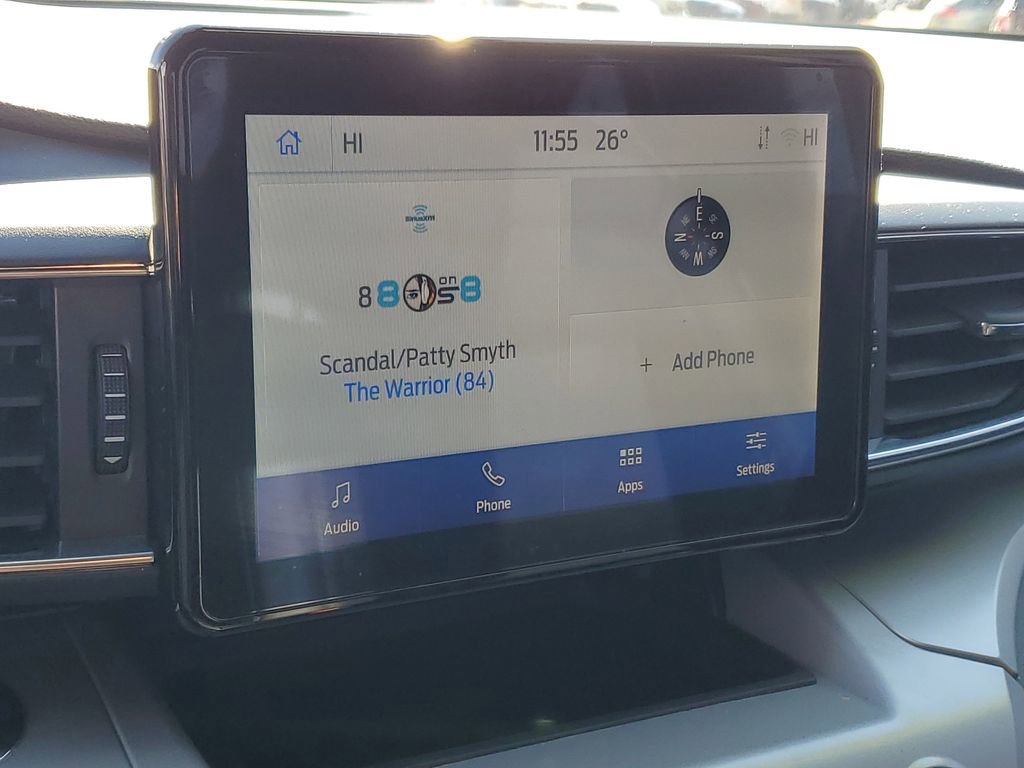 HI 11:55 26° HI
SiriusXM
8 80s on 8
Scandal/Patty Smyth
The Warrior (84)
E
N S
W
+ Add Phone
Audio Phone Apps Settings